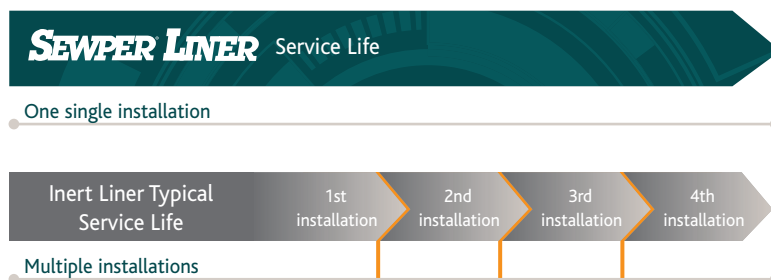 SEWPER LINER Service Life
One single installation
Inert Liner Typical
Service Life
1st
installation
2nd
installation
3rd
installation
4th
installation
Multiple installations